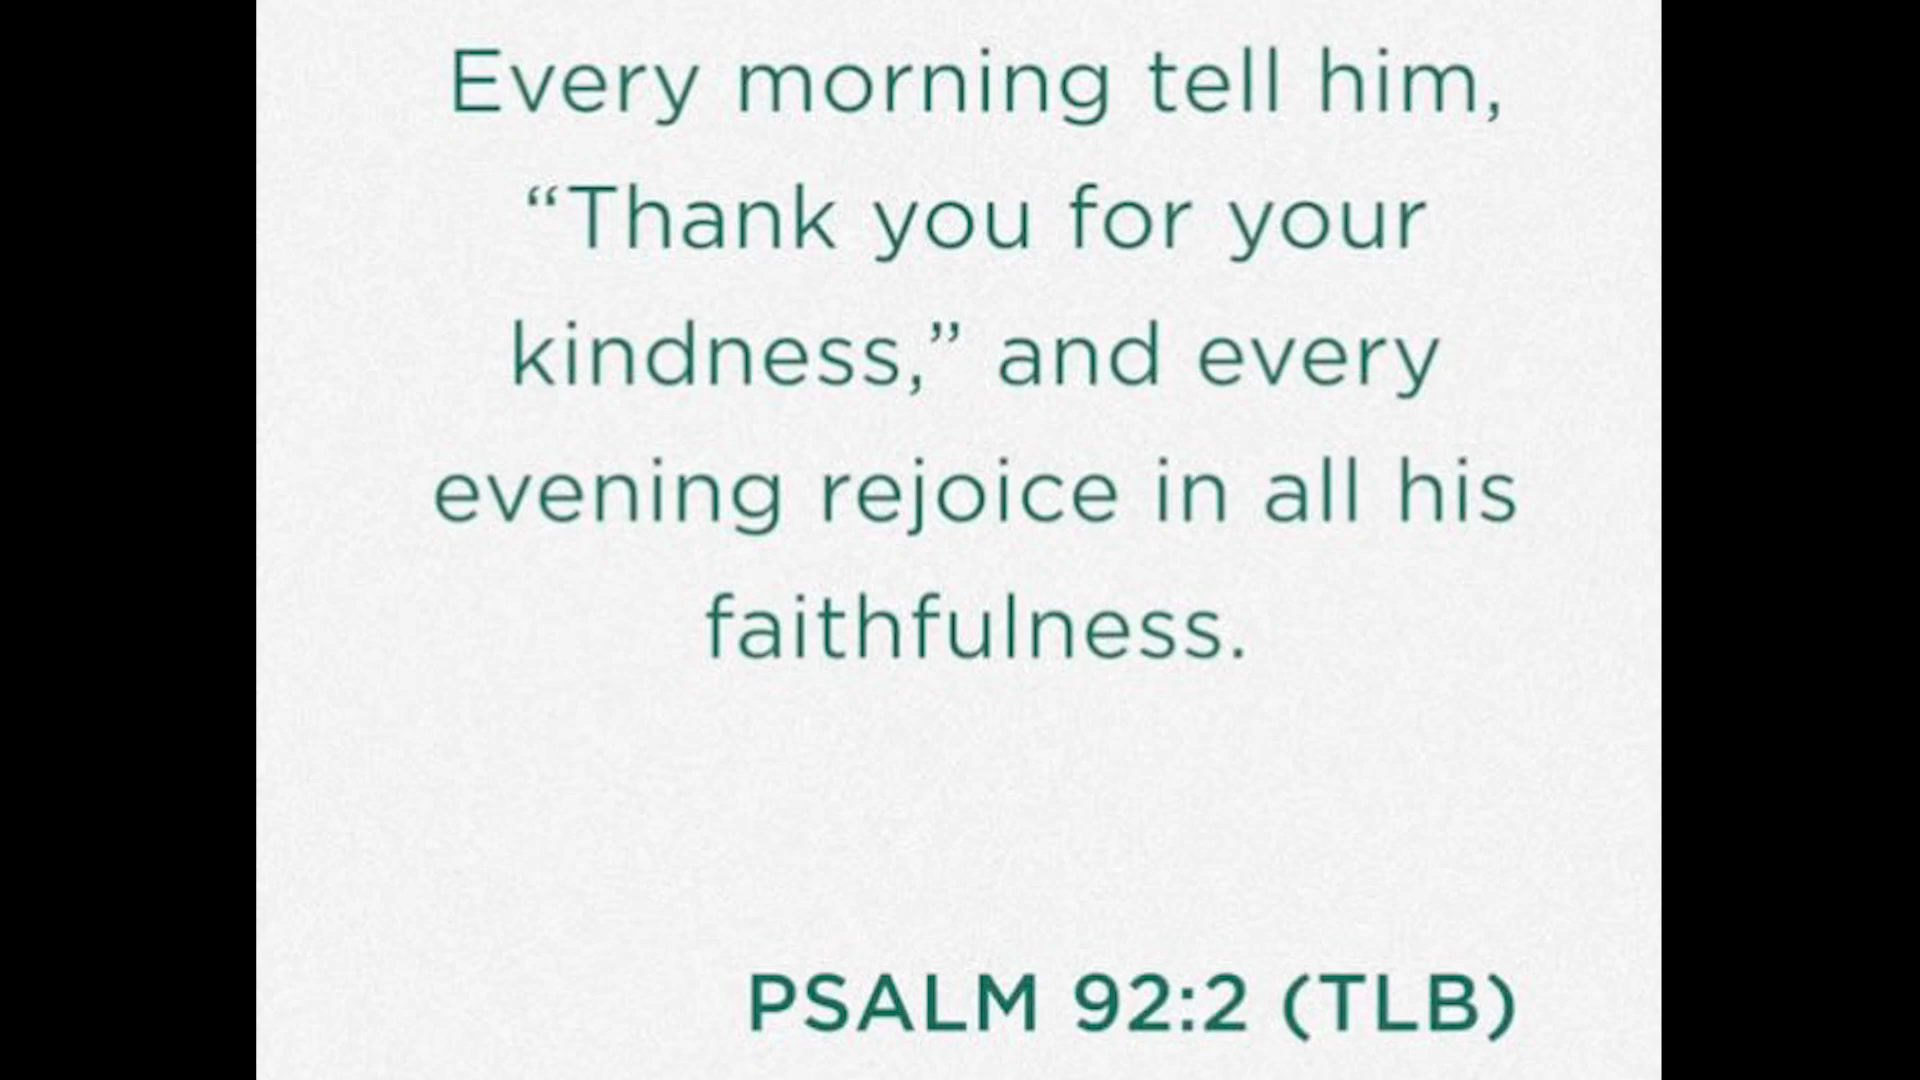 Every morning tell him,
“Thank you for your
kindness,” and every
evening rejoice in all his
faithfulness.
PSALM 92:2 (TLB)